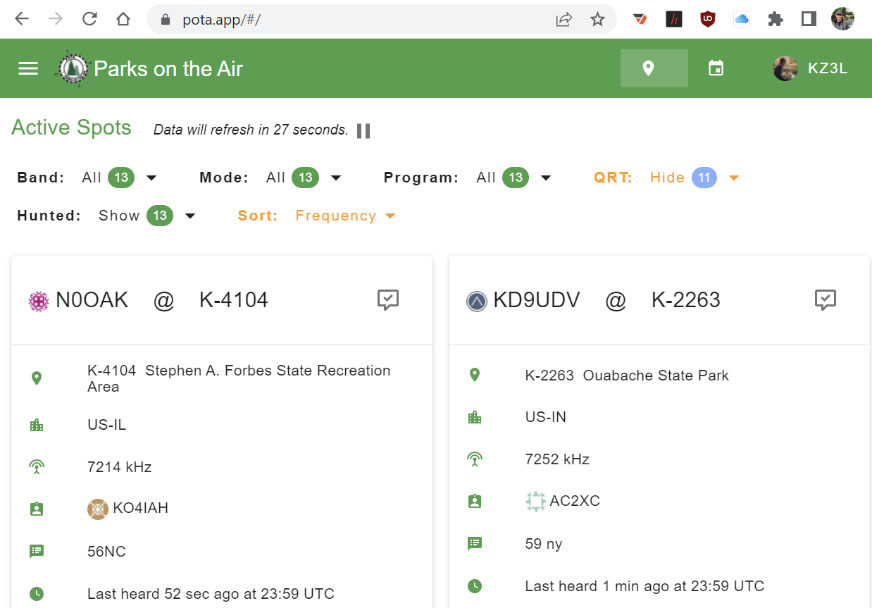 pota.app/#/
Parks on the Air
KZ3L
Active Spots Data will refresh in 27 seconds.
Band: All 13 Mode: All 13 Program: All 13 QRT: Hide 11
Hunted: Show 13 Sort: Frequency
N0OAK @ K-4104
K-4104 Stephen A. Forbes State Recreation
Area
US-IL
7214 kHz
KO4IAH
56NC
Last heard 52 sec ago at 23:59 UTC
KD9UDV @ K-2263
K-2263 Ouabache State Park
US-IN
7252 kHz
AC2XC
59 ny
Last heard 1 min ago at 23:59 UTC